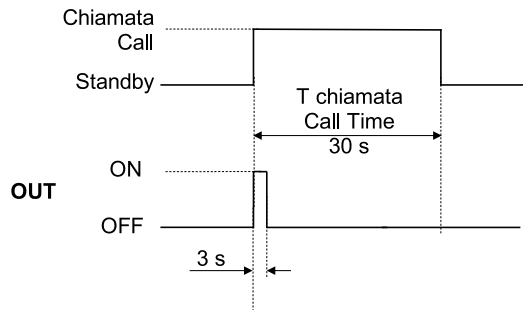 Chiamata
Call
Standby
T chiamata
Call Time
30 s
ON
OUT
OFF
3 s